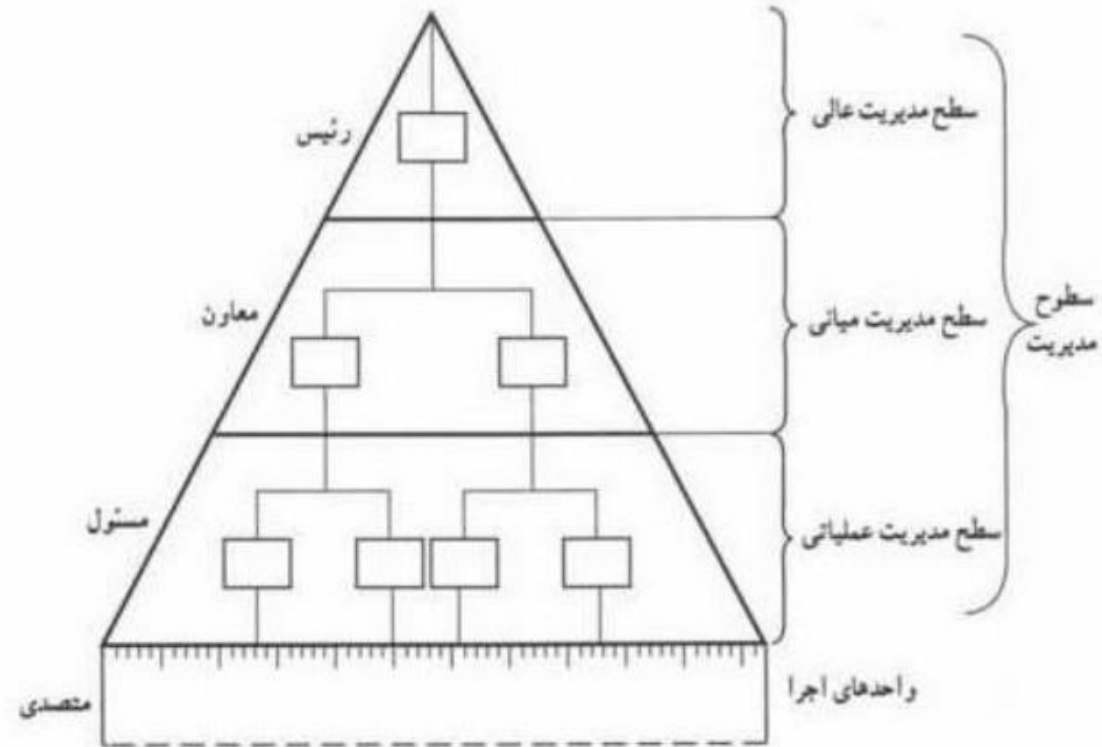 سطح مدیریت عالی
رئیس
سطوح
مدیریت
سطح مدیریت میانی
معاون
سطح مدیریت عملیاتی
مسئول
واحدهای اجرا
متصدی